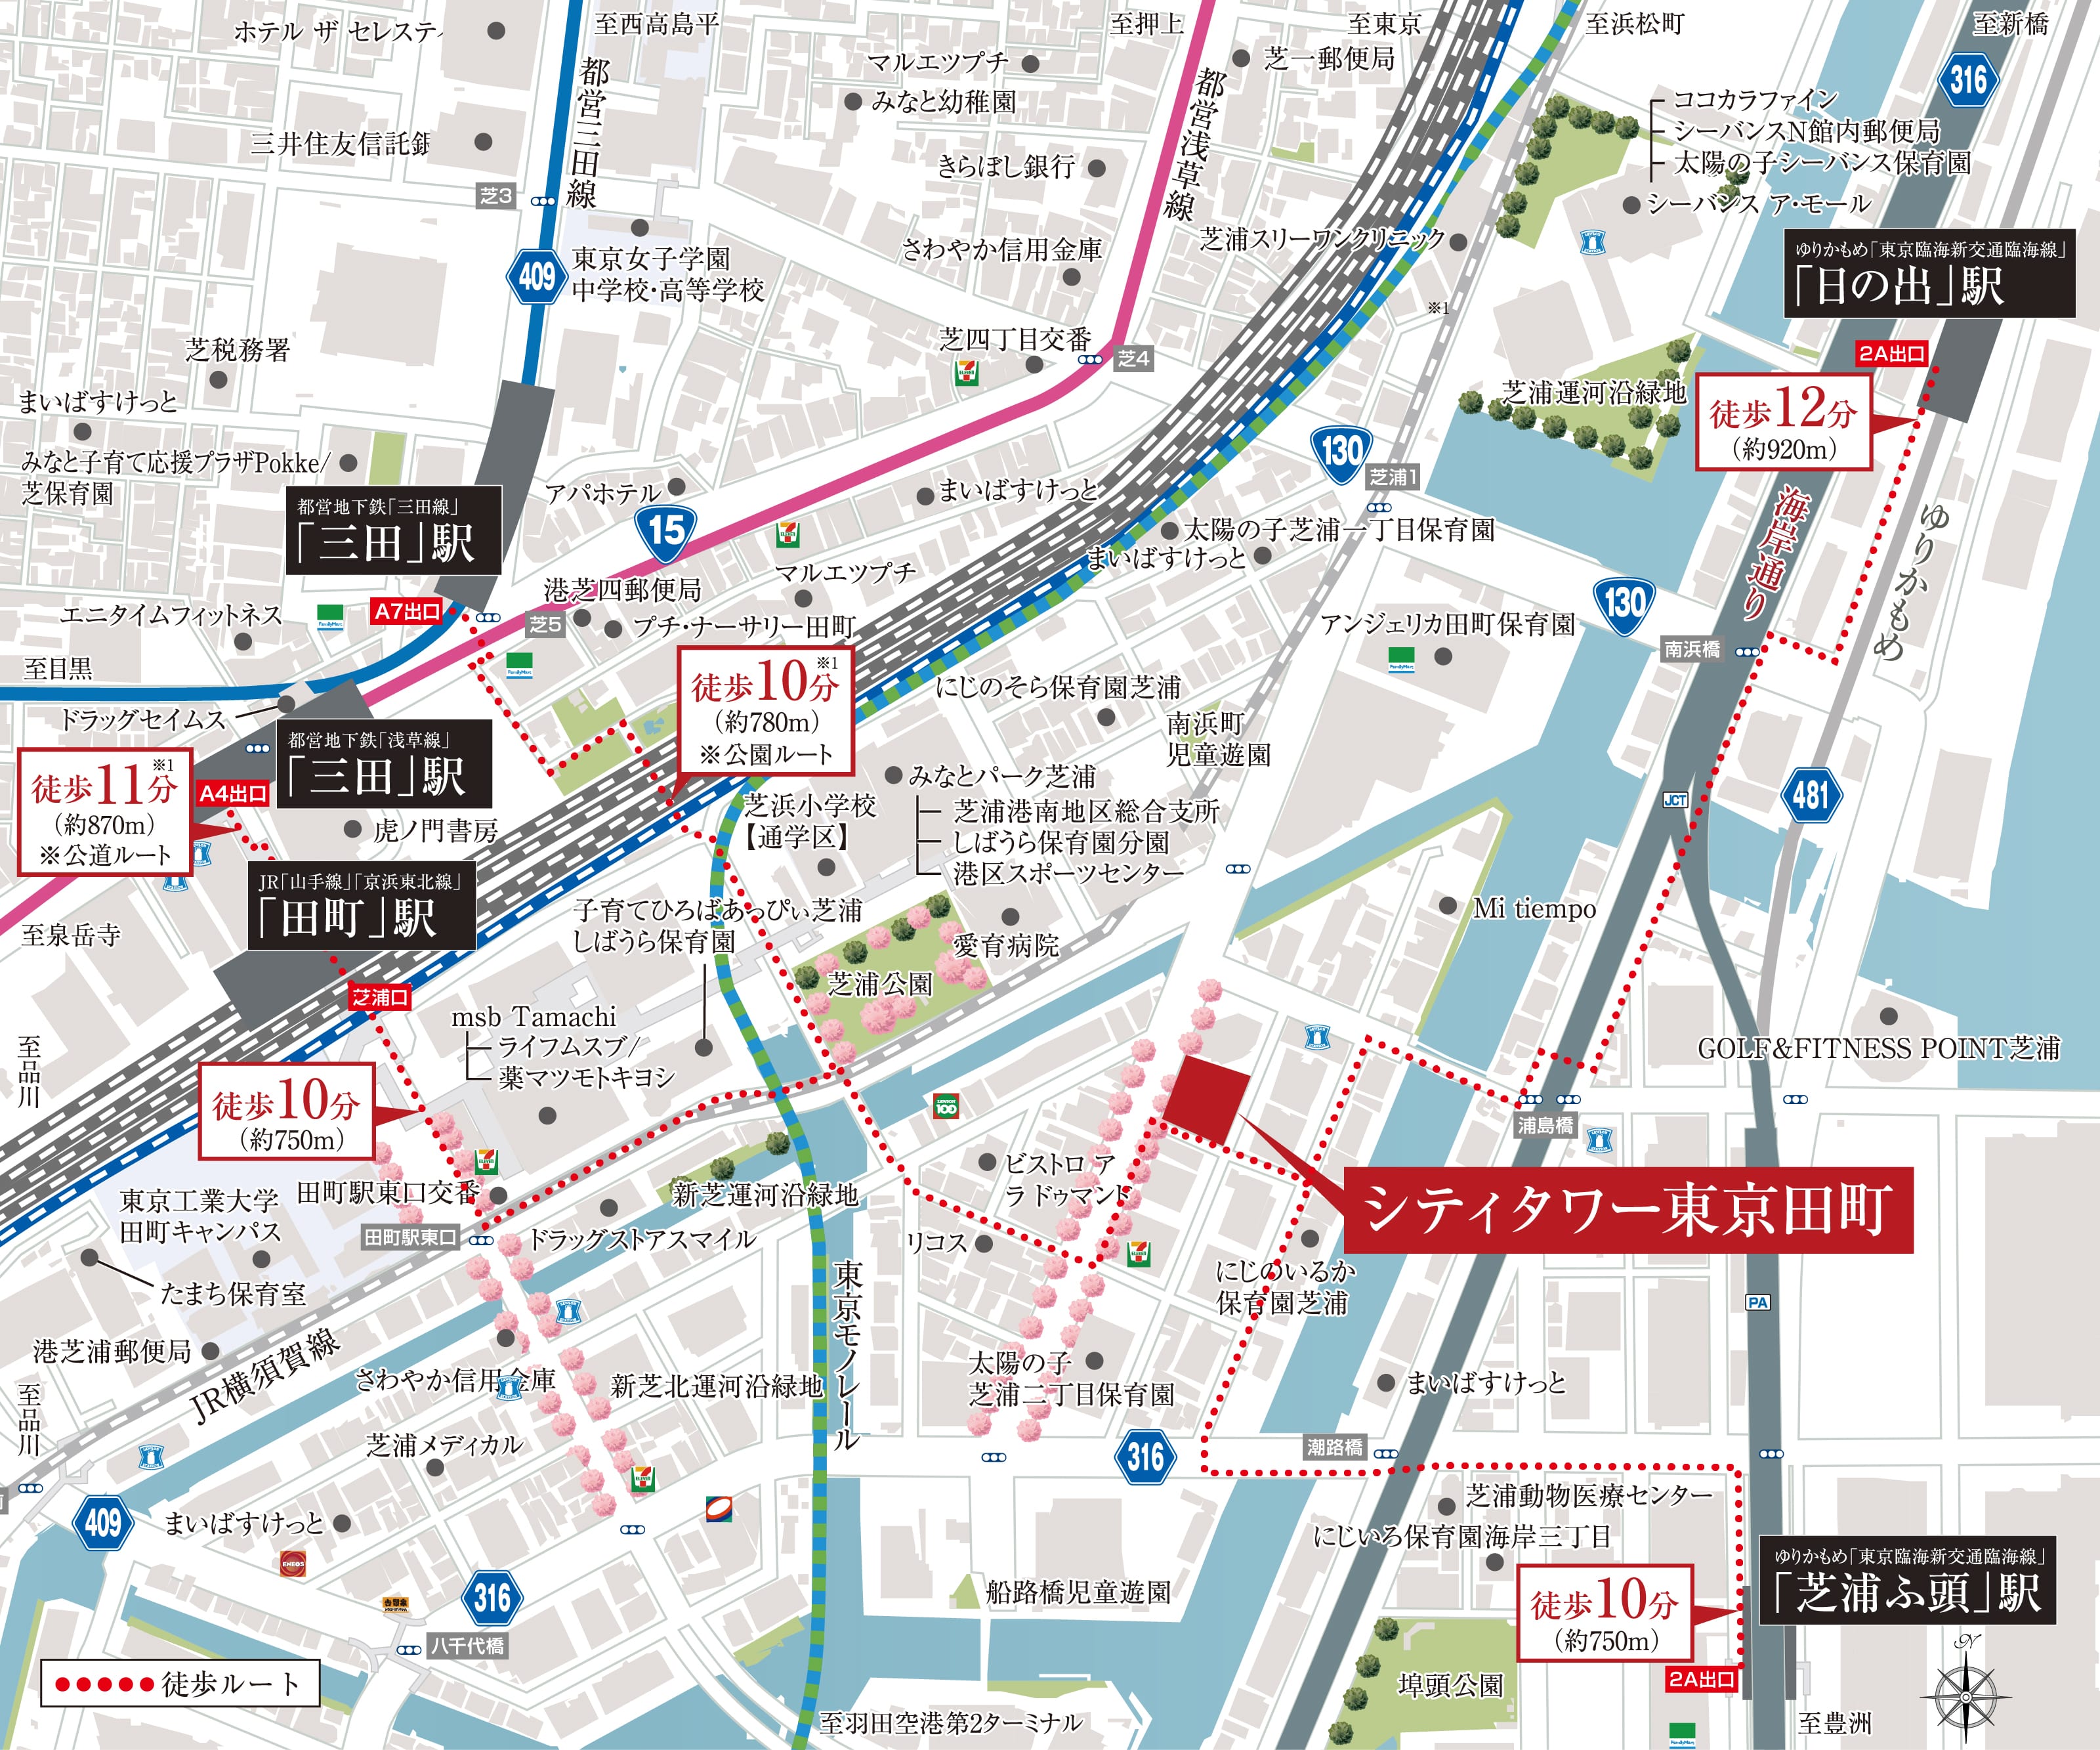 ホテル ザ セレスティ
至西高島平
都営三田線
至押上
都営浅草線
至東京
至浜松町
至新橋
316
マルエツプチ
みなと幼稚園
芝一郵便局
ココカラファイン
シーバンスN館内郵便局
太陽の子シーバンス保育園
シーバンス ア・モール
三井住友信託銀
きらぼし銀行
芝3
409
東京女子学園
中学校・高等学校
さわやか信用金庫
芝浦スリーワンクリニック
※1
ゆりかもめ「東京臨海新交通臨海線」
「日の出」駅
2A出口
芝税務署
芝四丁目交番
芝4
まいばすけっと
芝浦運河沿緑地
徒歩12分
(約920m)
みなと子育て応援プラザPokke/
芝保育園
都営地下鉄「三田線」
「三田」駅
アパホテル
15
まいばすけっと
130
芝浦1
海岸通り
ゆりかもめ
太陽の子芝浦一丁目保育園
まいばすけっと
港芝四郵便局
マルエツプチ
130
エニタイムフィットネス
FamilyMart
A7出口
芝5
プチ・ナーサリー田町
アンジェリカ田町保育園
南浜橋
至目黒
FamilyMart
FamilyMart
徒歩10分※1
(約780m)
※公園ルート
にじのそら保育園芝浦
ドラッグセイムス
南浜町
児童遊園
都営地下鉄「浅草線」
「三田」駅
徒歩11分※1
(約870m)
※公道ルート
A4出口
みなとパーク芝浦
芝浦港南地区総合支所
しばうら保育園分園
港区スポーツセンター
JCT
481
虎ノ門書房
芝浜小学校
【通学区】
JR「山手線」「京浜東北線」
「田町」駅
至泉岳寺
子育てひろばあっぴぃ芝浦
しばうら保育園
愛育病院
Mi tiempo
芝浦公園
芝浦口
msb Tamachi
ライフムスブ/
薬マツモトキヨシ
至品川
GOLF&FITNESS POINT芝浦
徒歩10分
(約750m)
100
浦島橋
東京工業大学
田町キャンパス
田町駅東口交番
ビストロ ア
ラ ドゥマンド
新芝運河沿緑地
シティタワー東京田町
田町駅東口
ドラッグストアスマイル
リコス
たまち保育室
東京モノレール
にじのいるか
保育園芝浦
PA
港芝浦郵便局
JR横須賀線
さわやか信用金庫
新芝北運河沿緑地
太陽の子
芝浦二丁目保育園
まいばすけっと
至品川
芝浦メディカル
316
潮路橋
409
まいばすけっと
芝浦動物医療センター
にじいろ保育園海岸三丁目
ENEOS
316
船路橋児童遊園
ゆりかもめ「東京臨海新交通臨海線」
「芝浦ふ頭」駅
徒歩10分
(約750m)
八千代橋
2A出口
N
徒歩ルート
埠頭公園
至羽田空港第2ターミナル
FamilyMart
至豊洲